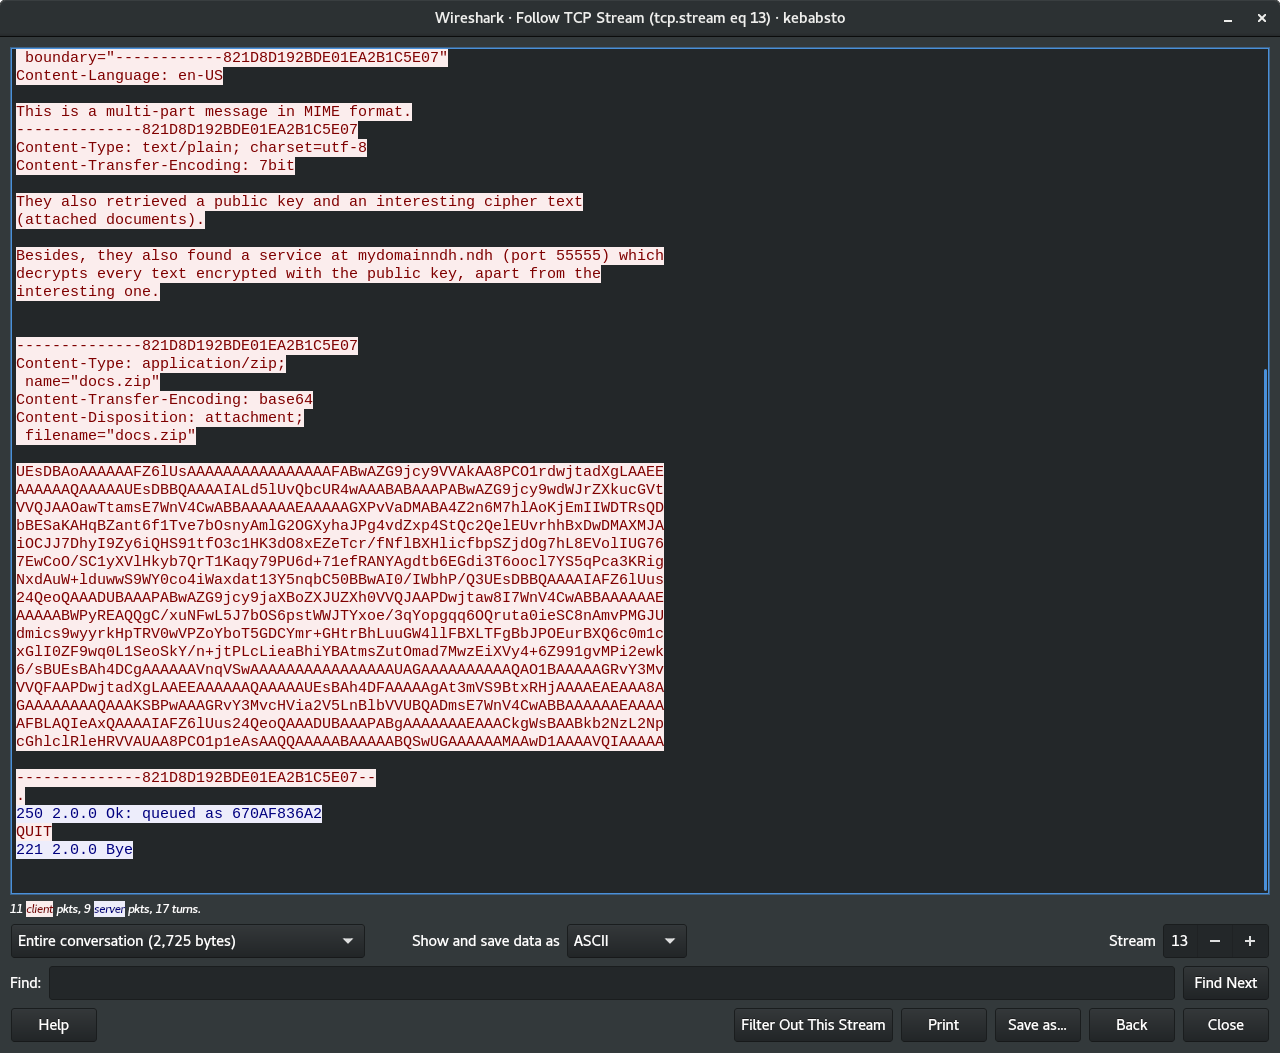 Wireshark · Follow TCP Stream (tcp.stream eq 13) · kebabsto
 boundary="------------821D8D192BDE01EA2B1C5E07"
Content-Language: en-US
This is a multi-part message in MIME format.
--------------821D8D192BDE01EA2B1C5E07
Content-Type: text/plain; charset=utf-8
Content-Transfer-Encoding: 7bit
They also retrieved a public key and an interesting cipher text
(attached documents).
Besides, they also found a service at mydomainndh.ndh (port 55555) which
decrypts every text encrypted with the public key, apart from the
interesting one.
--------------821D8D192BDE01EA2B1C5E07
Content-Type: application/zip;
 name="docs.zip"
Content-Transfer-Encoding: base64
Content-Disposition: attachment;
 filename="docs.zip"
UEsDBAoAAAAAAFZ6lUsAAAAAAAAAAAAAAAAFABwAZG9jcy9VVAkAA8PCO1rdwjtadXgLAAEE
AAAAAAQAAAAAUEsDBBQAAAAIALd5lUvQbcUR4wAAABABAAAPABwAZG9jcy9wdWJrZXkucGVt
VVQJAAOawTtamsE7WnV4CwABBAAAAAAEAAAAAGXPvVaDMABA4Z2n6M7hlAoKjEmIIWDTRsQD
bBESaKAHqBZant6f1Tve7bOsnyAmlG2OGXyhaJPg4vdZxp4StQc2QelEUvrhhBxDwDMAXMJA
iOCJJ7DhyI9Zy6iQHS91tfO3c1HK3dO8xEZeTcr/fNflBXHlicfbpSZjdOg7hL8EVolIUG76
7EwCoO/SC1yXVlHkyb7QrT1Kaqy79PU6d+71efRANYAgdtb6EGdi3T6oocl7YS5qPca3KRig
NxdAuW+lduwwS9WY0co4iWaxdat13Y5nqbC50BBwAI0/IWbhP/Q3UEsDBBQAAAAIAFZ6lUus
24QeoQAAADUBAAAPABwAZG9jcy9jaXBoZXJUZXh0VVQJAAPDwjtaw8I7WnV4CwABBAAAAAAE
AAAAABWPyREAQQgC/xuNFwL5J7bOS6pstWWJTYxoe/3qYopgqq6OQruta0ieSC8nAmvPMGJU
dmics9wyyrkHpTRV0wVPZoYboT5GDCYmr+GHtrBhLuuGW4llFBXLTFgBbJPOEurBXQ6c0m1c
xGlI0ZF9wq0L1SeoSkY/n+jtPLcLieaBhiYBAtmsZutOmad7MwzEiXVy4+6Z991gvMPi2ewk
6/sBUEsBAh4DCgAAAAAAVnqVSwAAAAAAAAAAAAAAAAUAGAAAAAAAAAAQAO1BAAAAAGRvY3Mv
VVQFAAPDwjtadXgLAAEEAAAAAAQAAAAAUEsBAh4DFAAAAAgAt3mVS9BtxRHjAAAAEAEAAA8A
GAAAAAAAAQAAAKSBPwAAAGRvY3MvcHVia2V5LnBlbVVUBQADmsE7WnV4CwABBAAAAAAEAAAA
AFBLAQIeAxQAAAAIAFZ6lUus24QeoQAAADUBAAAPABgAAAAAAAEAAACkgWsBAABkb2NzL2Np
cGhlclRleHRVVAUAA8PCO1p1eAsAAQQAAAAABAAAAABQSwUGAAAAAAMAAwD1AAAAVQIAAAAA
--------------821D8D192BDE01EA2B1C5E07--
.
250 2.0.0 Ok: queued as 670AF836A2
QUIT
221 2.0.0 Bye
11 client pkts, 9 server pkts, 17 turns.
Entire conversation (2,725 bytes)
Show and save data as
ASCII
Stream
13
Find:
Find Next
Help
Filter Out This Stream
Print
Save as...
Back
Close